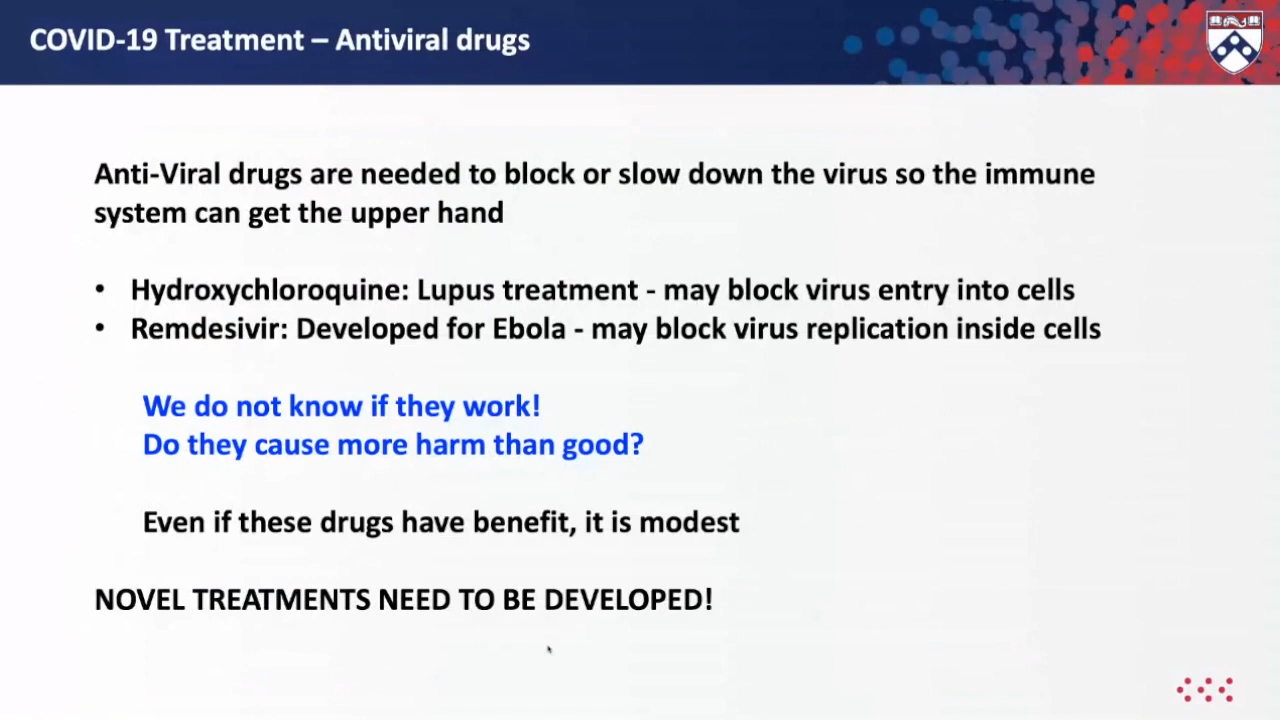 COVID-19 Treatment – Antiviral drugs
Anti-Viral drugs are needed to block or slow down the virus so the immune
system can get the upper hand
• Hydroxychloroquine: Lupus treatment - may block virus entry into cells
• Remdesivir: Developed for Ebola - may block virus replication inside cells
We do not know if they work!
Do they cause more harm than good?
Even if these drugs have benefit, it is modest
NOVEL TREATMENTS NEED TO BE DEVELOPED!